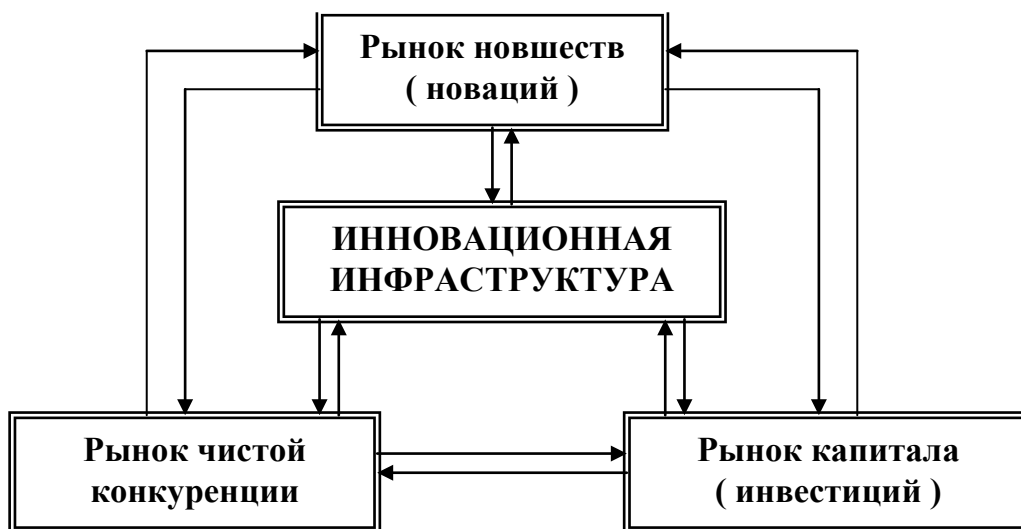 Рынок новшеств
( новаций )
ИННОВАЦИОННАЯ
ИНФРАСТРУКТУРА
Рынок чистой
конкуренции
Рынок капитала
( инвестиций )